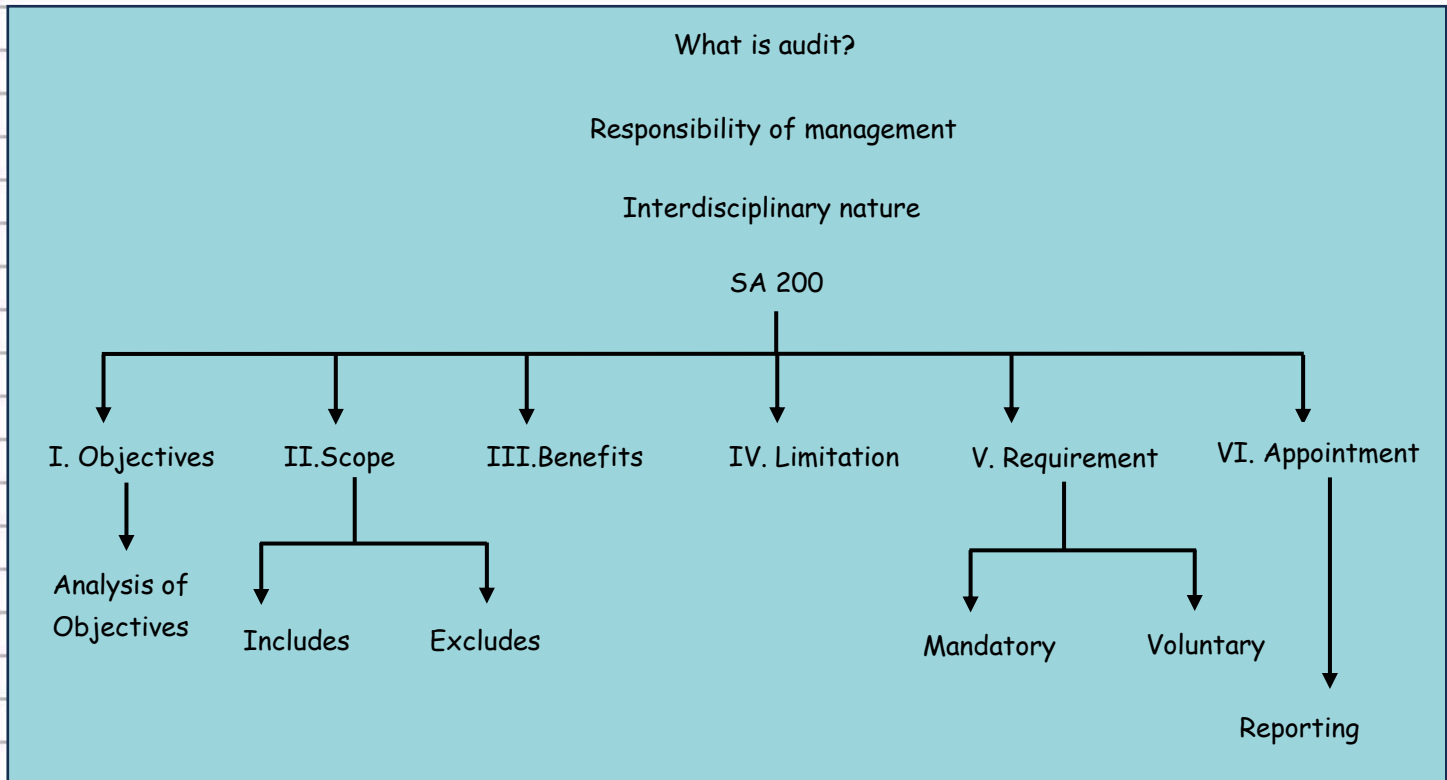 What is audit?
Responsibility of management
Interdisciplinary nature
SA 200
I. Objectives
II.Scope
III.Benefits
IV. Limitation
V. Requirement
VI. Appointment
Analysis of
Objectives
Includes
Excludes
Mandatory
Voluntary
Reporting